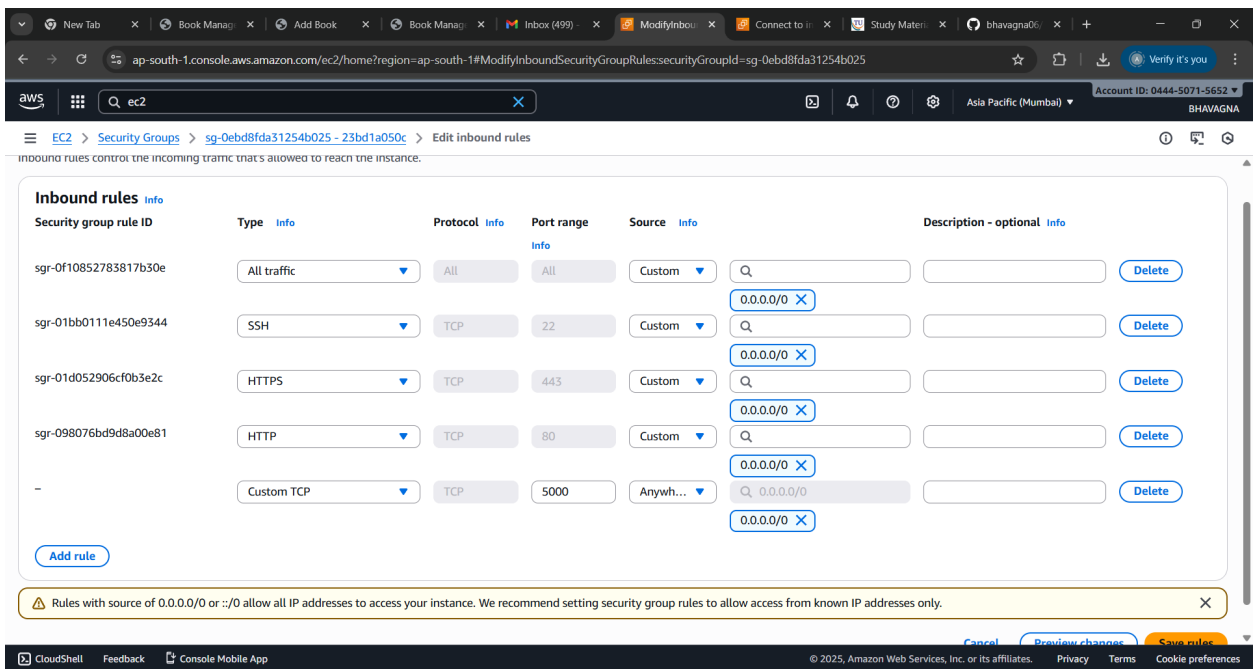 New Tab
Book Manag
Add Book
Book Manag
Inbox (499) -
ModifyInbou
Connect to in
Study Materi
bhavagna06/
ap-south-1.console.aws.amazon.com/ec2/home?region=ap-south-1#ModifyInboundSecurityGroupRules:securityGroupId=sg-0ebd8fda31254b025
Verify it's you
aws
ec2
Asia Pacific (Mumbai)
Account ID: 0444-5071-5652
BHAVAGNA
EC2 > Security Groups > sg-0ebd8fda31254b025 - 23bd1a050c > Edit inbound rules
Inbound rules control the incoming traffic that's allowed to reach the instance.
Inbound rules Info
Security group rule ID Type Info Protocol Info Port range Info Source Info Description - optional Info
sgr-0f10852783817b30e All traffic All All Custom Delete
0.0.0.0/0
sgr-01bb0111e450e9344 SSH TCP 22 Custom Delete
0.0.0.0/0
sgr-01d052906cf0b3e2c HTTPS TCP 443 Custom Delete
0.0.0.0/0
sgr-098076bd9d8a00e81 HTTP TCP 80 Custom Delete
0.0.0.0/0
– Custom TCP TCP 5000 Anywh... 0.0.0.0/0 Delete
0.0.0.0/0
Add rule
Rules with source of 0.0.0.0/0 or ::/0 allow all IP addresses to access your instance. We recommend setting security group rules to allow access from known IP addresses only.
Cancel Preview changes Save rules
CloudShell Feedback Console Mobile App © 2025, Amazon Web Services, Inc. or its affiliates. Privacy Terms Cookie preferences